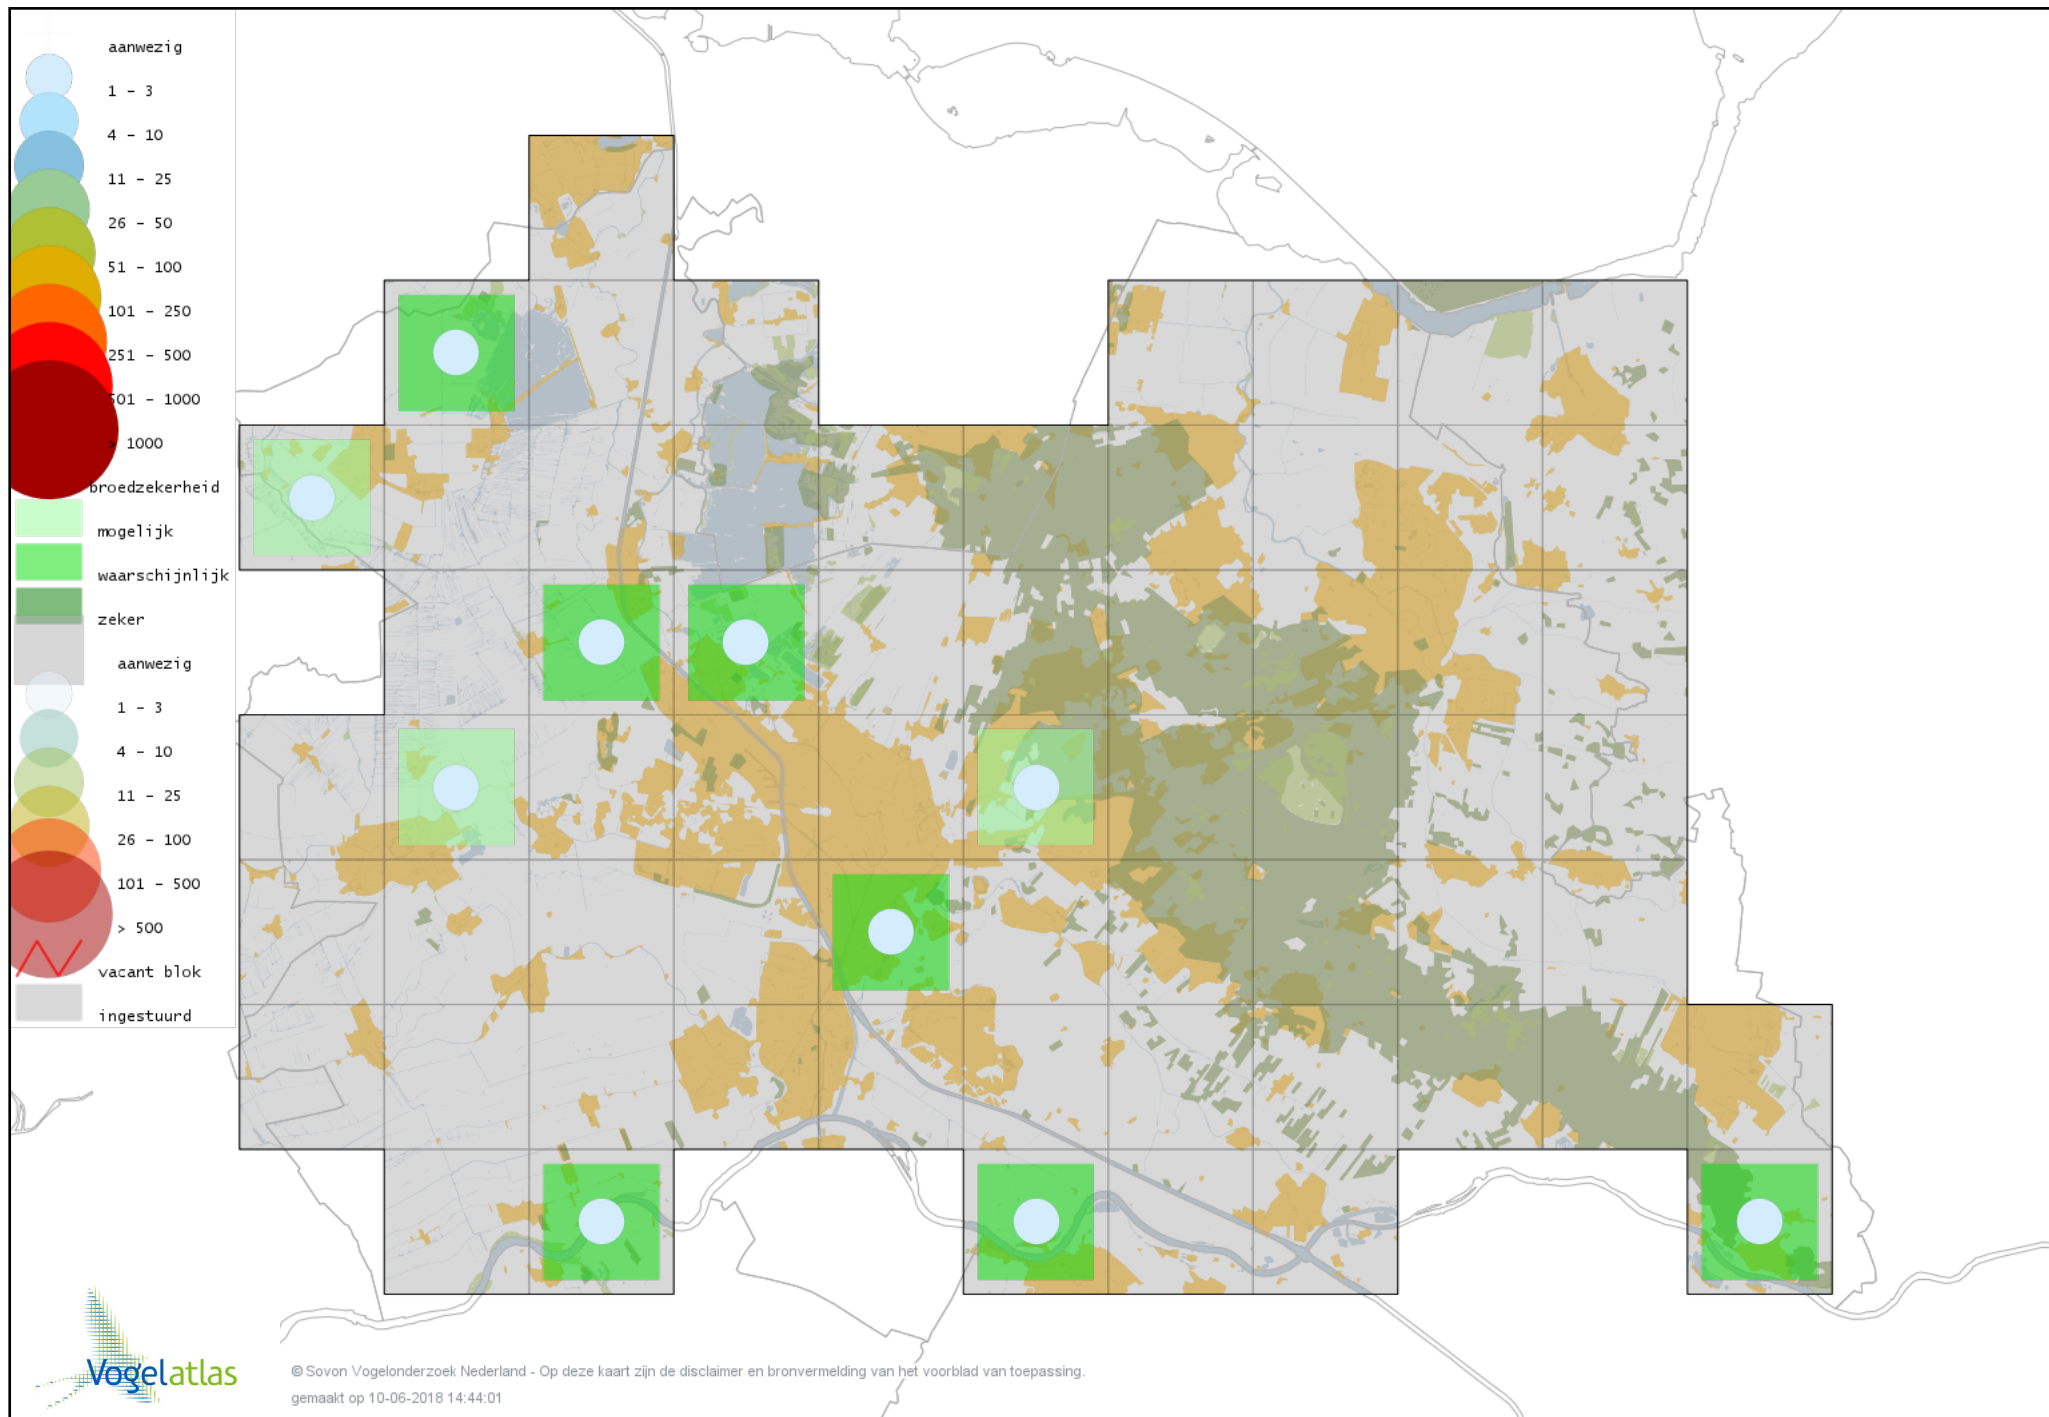 aanwezig
1 - 3
4 - 10
11 - 25
26 - 50
51 - 100
101 - 250
251 - 500
501 - 1000
> 1000
broedzekerheid
mogelijk
waarschijnlijk
zeker
aanwezig
1 - 3
4 - 10
11 - 25
26 - 100
101 - 500
> 500
vacant blok
ingestuurd
Vogelatlas
© Sovon Vogelonderzoek Nederland - Op deze kaart zijn de disclaimer en bronvermelding van het voorblad van toepassing.
gemaakt op 10-06-2018 14:44:01